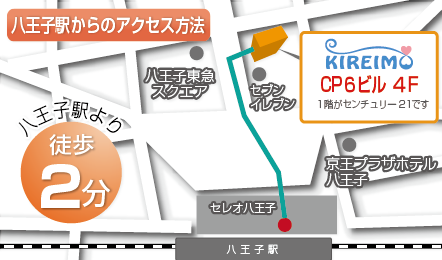 八王子駅からのアクセス方法
KIREIMO
CP6ビル 4F
1階がセンチュリー21です
八王子東急
スクエア
セブン
イレブン
八王子駅より
徒歩
2分
京王プラザホテル
八王子
セレオ八王子
八王子駅